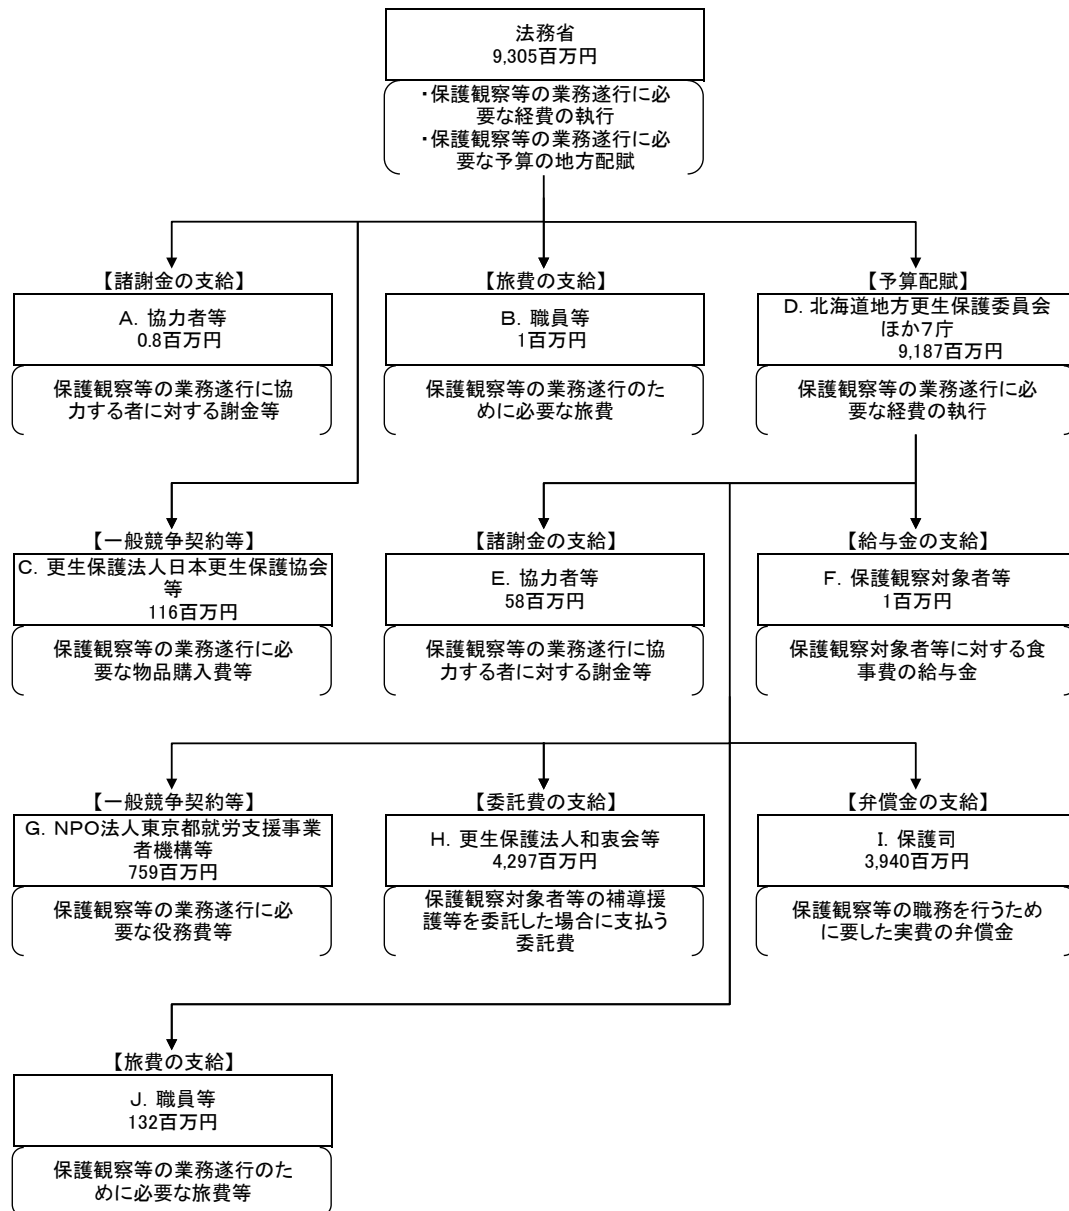 法務省
9,305百万円
・保護観察等の業務遂行に必
要な経費の執行
・保護観察等の業務遂行に必
要な予算の地方配賦
【諸謝金の支給】
A．協力者等
0.8百万円
保護観察等の業務遂行に協
力する者に対する謝金等
【旅費の支給】
B．職員等
1百万円
保護観察等の業務遂行のた
めに必要な旅費
【予算配賦】
D．北海道地方更生保護委員会
ほか７庁
9,187百万円
保護観察等の業務遂行に必
要な経費の執行
【一般競争契約等】
C．更生保護法人日本更生保護協会
等
116百万円
保護観察等の業務遂行に必
要な物品購入費等
【諸謝金の支給】
E．協力者等
58百万円
保護観察等の業務遂行に協
力する者に対する謝金等
【給与金の支給】
F．保護観察対象者等
1百万円
保護観察対象者等に対する食
事費の給与金
【一般競争契約等】
G．NPO法人東京都就労支援事業
者機構等
759百万円
保護観察等の業務遂行に必
要な役務費等
【委託費の支給】
H．更生保護法人和衷会等
4,297百万円
保護観察対象者等の補導援
護等を委託した場合に支払う
委託費
【弁償金の支給】
I．保護司
3,940百万円
保護観察等の職務を行うため
に要した実費の弁償金
【旅費の支給】
J．職員等
132百万円
保護観察等の業務遂行のた
めに必要な旅費等